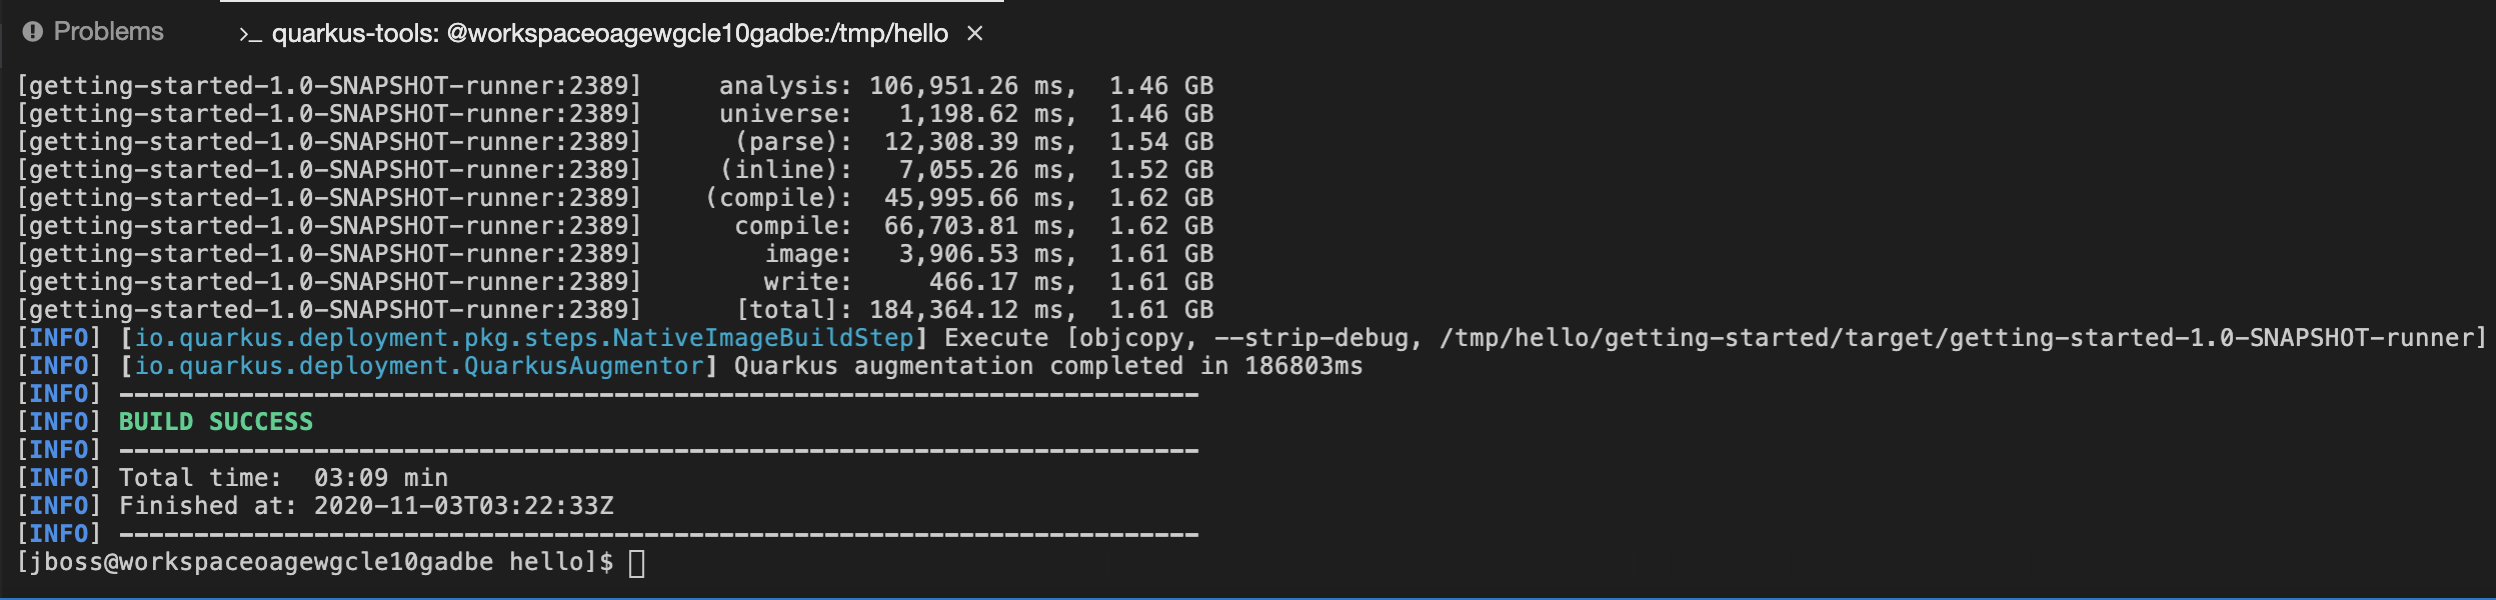 Problems
>_ quarkus-tools: @workspaceoagewgcle10gadbe:/tmp/hello ×
[getting-started-1.0-SNAPSHOT-runner:2389]     analysis: 106,951.26 ms,  1.46 GB
[getting-started-1.0-SNAPSHOT-runner:2389]     universe:   1,198.62 ms,  1.46 GB
[getting-started-1.0-SNAPSHOT-runner:2389]      (parse):  12,308.39 ms,  1.54 GB
[getting-started-1.0-SNAPSHOT-runner:2389]     (inline):   7,055.26 ms,  1.52 GB
[getting-started-1.0-SNAPSHOT-runner:2389]    (compile):  45,995.66 ms,  1.62 GB
[getting-started-1.0-SNAPSHOT-runner:2389]      compile:  66,703.81 ms,  1.62 GB
[getting-started-1.0-SNAPSHOT-runner:2389]        image:   3,906.53 ms,  1.61 GB
[getting-started-1.0-SNAPSHOT-runner:2389]        write:     466.17 ms,  1.61 GB
[getting-started-1.0-SNAPSHOT-runner:2389]      [total]: 184,364.12 ms,  1.61 GB
[INFO] [io.quarkus.deployment.pkg.steps.NativeImageBuildStep] Execute [objcopy, --strip-debug, /tmp/hello/getting-started/target/getting-started-1.0-SNAPSHOT-runner]
[INFO] [io.quarkus.deployment.QuarkusAugmentor] Quarkus augmentation completed in 186803ms
[INFO] ------------------------------------------------------------------------
[INFO] BUILD SUCCESS
[INFO] ------------------------------------------------------------------------
[INFO] Total time:  03:09 min
[INFO] Finished at: 2020-11-03T03:22:33Z
[INFO] ------------------------------------------------------------------------
[jboss@workspaceoagewgcle10gadbe hello]$